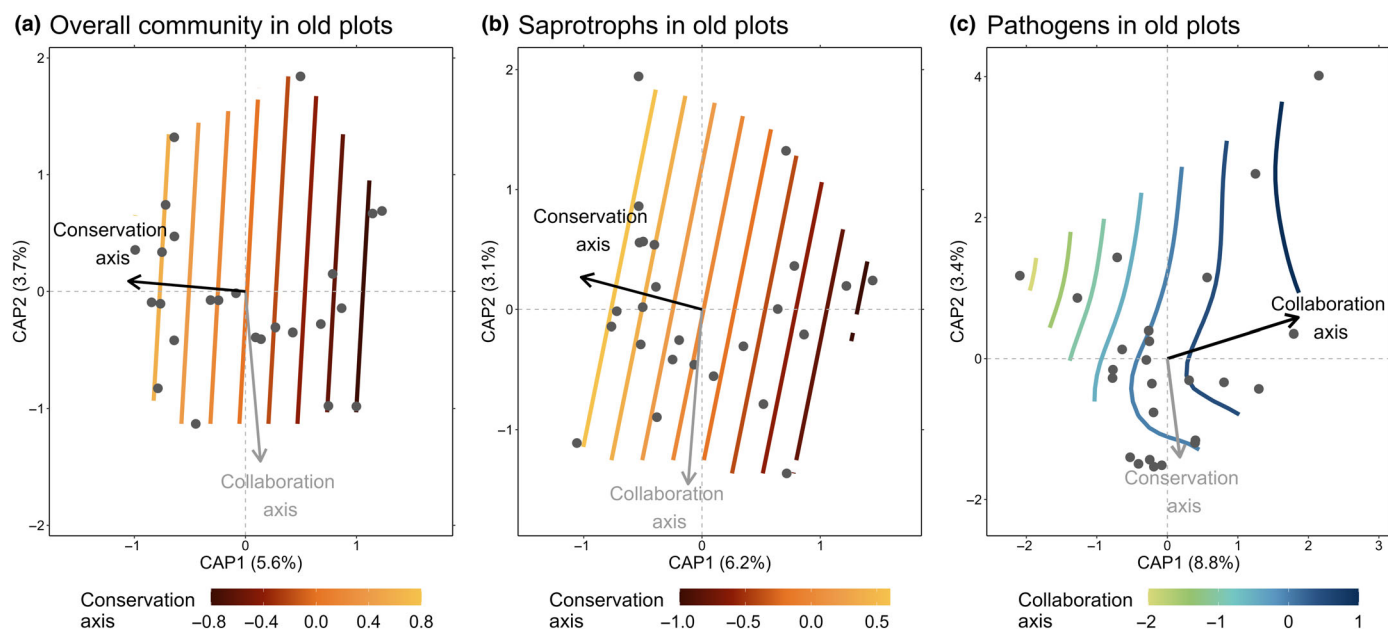 (a) Overall community in old plots
2
1
0
−1
−2
CAP2 (3.7%)
Conservation
axis
Collaboration
axis
−1
0
1
CAP1 (5.6%)
Conservation
axis
−0.8
−0.4
0.0
0.4
0.8
(b) Saprotrophs in old plots
2
1
0
−1
CAP2 (3.1%)
Conservation
axis
Collaboration
axis
−1
0
1
CAP1 (6.2%)
Conservation
axis
−1.0
−0.5
0.0
0.5
(c) Pathogens in old plots
4
2
0
−2
CAP2 (3.4%)
Collaboration
axis
Conservation
axis
−2
−1
0
1
2
3
CAP1 (8.8%)
Collaboration
axis
−2
−1
0
1